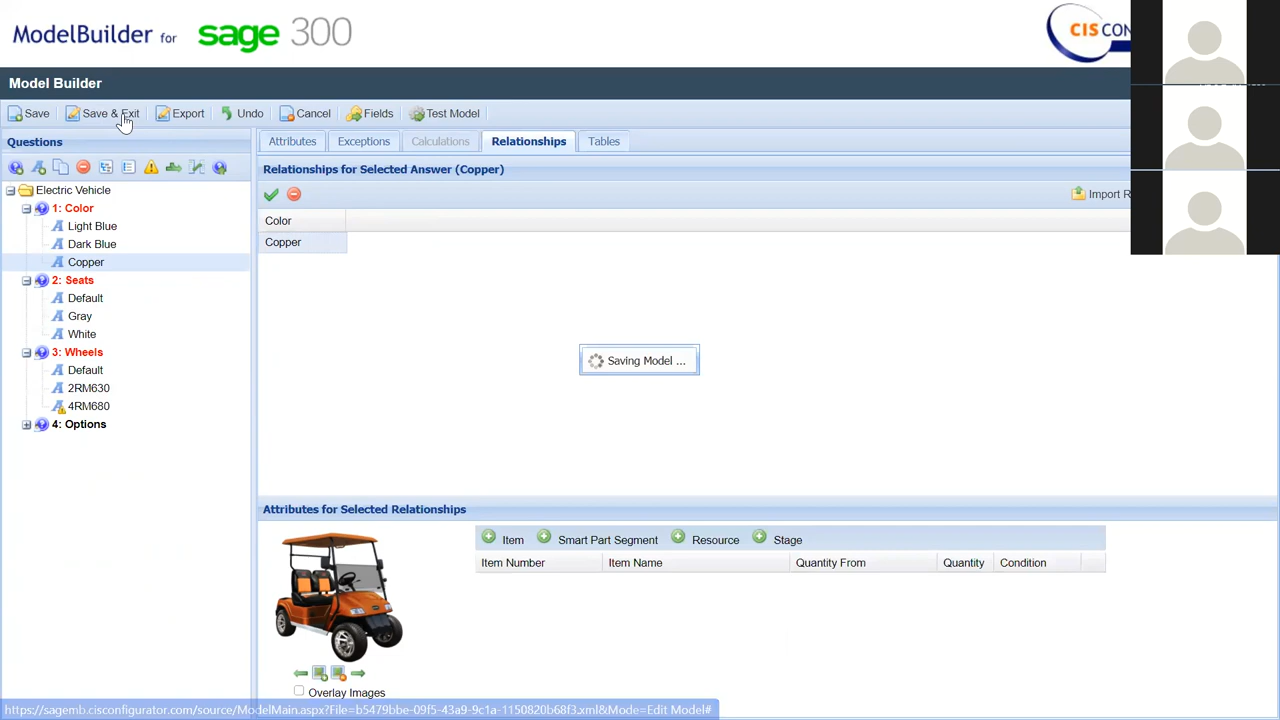 ModelBuilder for sage 300
CIS CON
Model Builder
Save Save & Exit Export Undo Cancel Fields Test Model
Questions
Attributes Exceptions Calculations Relationships Tables
Relationships for Selected Answer (Copper)
Import R
Electric Vehicle
1: Color
Light Blue
Dark Blue
Copper
2: Seats
Default
Gray
White
3: Wheels
Default
2RM630
4RM680
4: Options
Color
Copper
Saving Model ...
Attributes for Selected Relationships
Item Smart Part Segment Resource Stage
Item Number Item Name Quantity From Quantity Condition
Overlay Images
https://sagemb.cisconfigurator.com/source/ModelMain.aspx?File=b5479bbe-09f5-43a9-9c1a-1150820b68f3.xml&Mode=Edit Model#